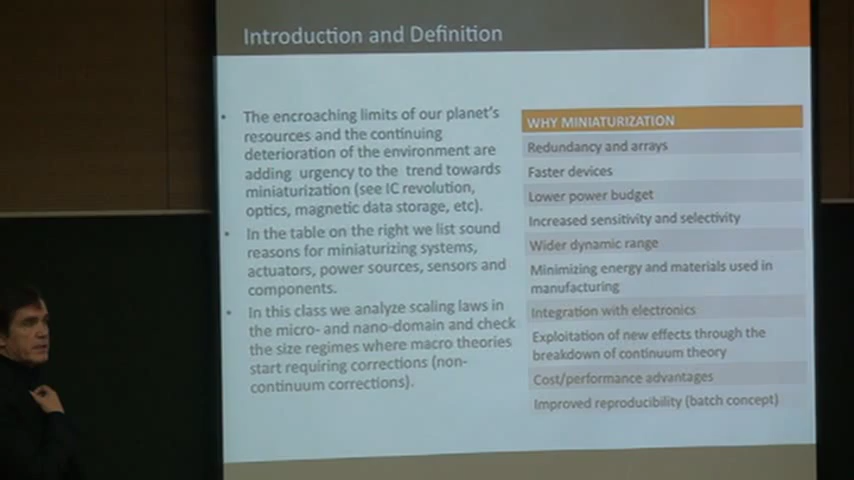 Introduction and Definition
• The encroaching limits of our planet's
resources and the continuing
deterioration of the environment are
adding urgency to the trend towards
miniaturization (see IC revolution,
optics, magnetic data storage, etc).
• In the table on the right we list sound
reasons for miniaturizing systems,
actuators, power sources, sensors and
components.
• In this class we analyze scaling laws in
the micro- and nano-domain and check
the size regimes where macro theories
start requiring corrections (non-
continuum corrections).
WHY MINIATURIZATION
Redundancy and arrays
Faster devices
Lower power budget
Increased sensitivity and selectivity
Wider dynamic range
Minimizing energy and materials used in
manufacturing
Integration with electronics
Exploitation of new effects through the
breakdown of continuum theory
Cost/performance advantages
Improved reproducibility (batch concept)